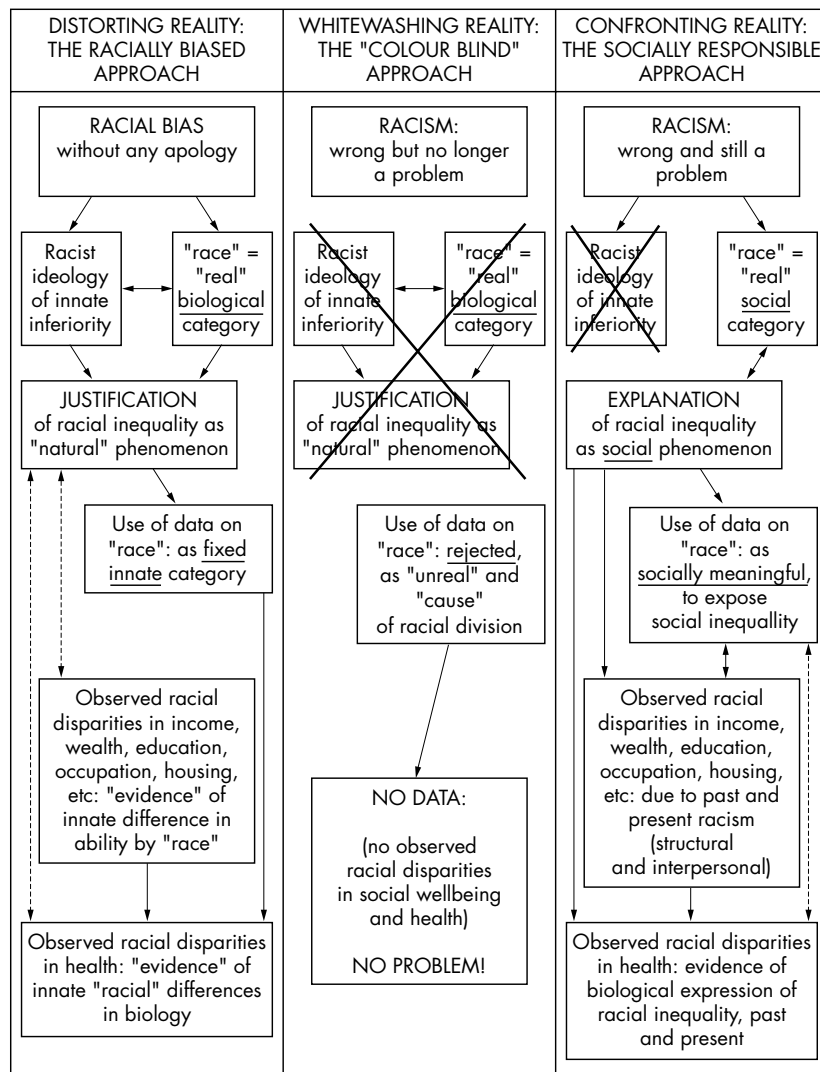 DISTORTING REALITY:
THE RACIALLY BIASED
APPROACH
RACIAL BIAS
without any apology
Racist
ideology
of innate
inferiority
"race" =
"real"
biological
category
JUSTIFICATION
of racial inequality as
"natural" phenomenon
Use of data on
"race": as fixed
innate category
Observed racial
disparities in income,
wealth, education,
occupation, housing,
etc: "evidence" of
innate difference in
ability by "race"
Observed racial disparities
in health: "evidence" of
innate "racial" differences
in biology
WHITEWASHING REALITY:
THE "COLOUR BLIND"
APPROACH
RACISM:
wrong but no longer
a problem
Racist
ideology
of innate
inferiority
"race" =
"real"
biological
category
JUSTIFICATION
of racial inequality as
"natural" phenomenon
Use of data on
"race": rejected,
as "unreal" and
"cause"
of racial division
NO DATA:
(no observed
racial disparities
in social wellbeing
and health)
NO PROBLEM!
CONFRONTING REALITY:
THE SOCIALLY RESPONSIBLE
APPROACH
RACISM:
wrong and still a
problem
Racist
ideology
of innate
inferiority
"race" =
"real"
social
category
EXPLANATION
of racial inequality
as social phenomenon
Use of data on
"race": as
socially meaningful,
to expose
social inequallity
Observed racial
disparities in income,
wealth, education,
occupation, housing,
etc: due to past and
present racism
(structural
and interpersonal)
Observed racial disparities
in health: evidence of
biological expression of
racial inequality, past
and present